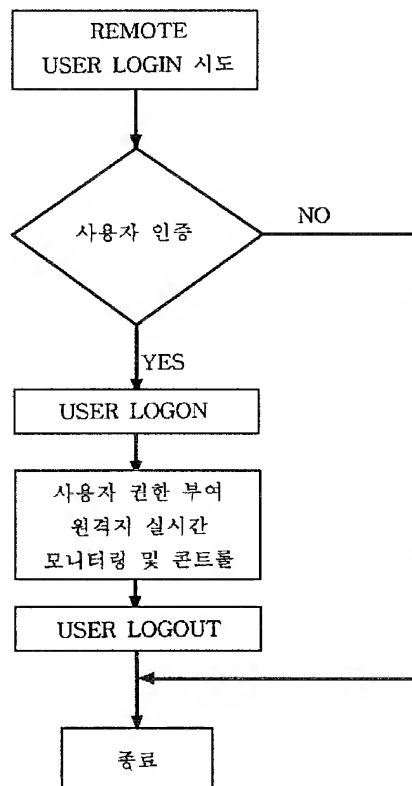 REMOTE
USER LOGIN 시도
사용자 인증
NO
YES
USER LOGON
사용자 권한 부여
원격지 실시간
모니터링 및 콘트롤
USER LOGOUT
종료